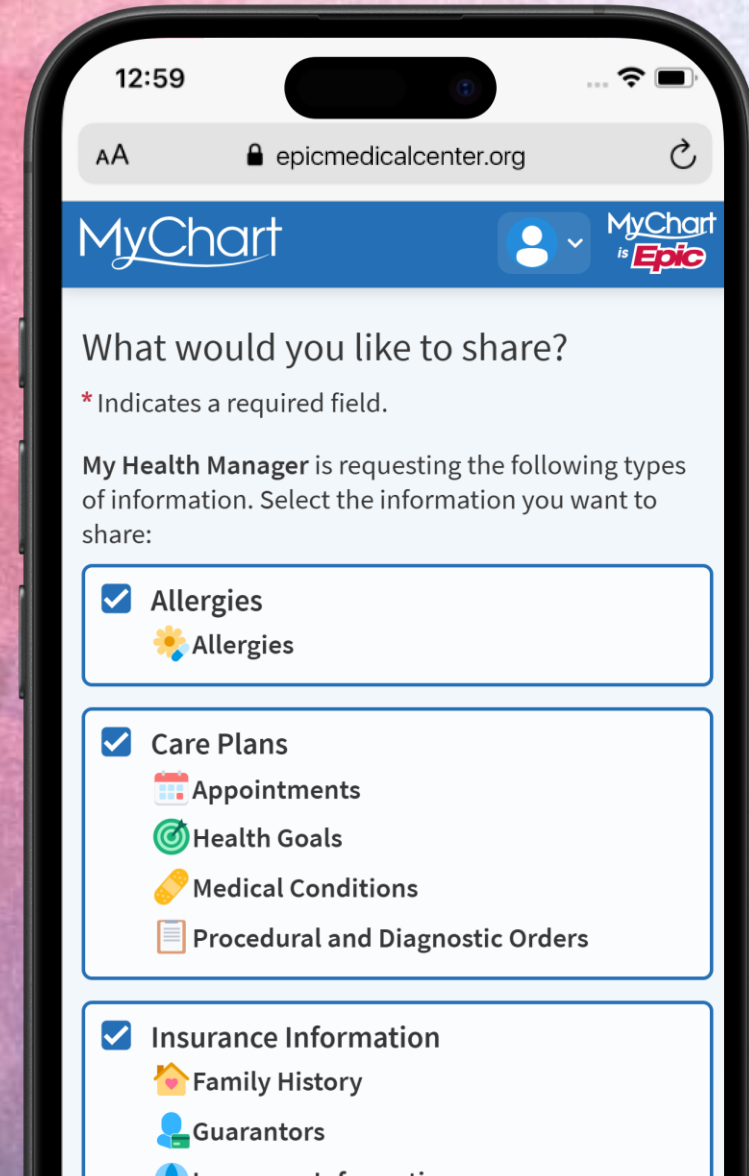 12:59
AA epicmedicalcenter.org
MyChart
MyChart
is Epic
What would you like to share?
* Indicates a required field.
My Health Manager is requesting the following types
of information. Select the information you want to
share:
Allergies
Allergies
Care Plans
Appointments
Health Goals
Medical Conditions
Procedural and Diagnostic Orders
Insurance Information
Family History
Guarantors